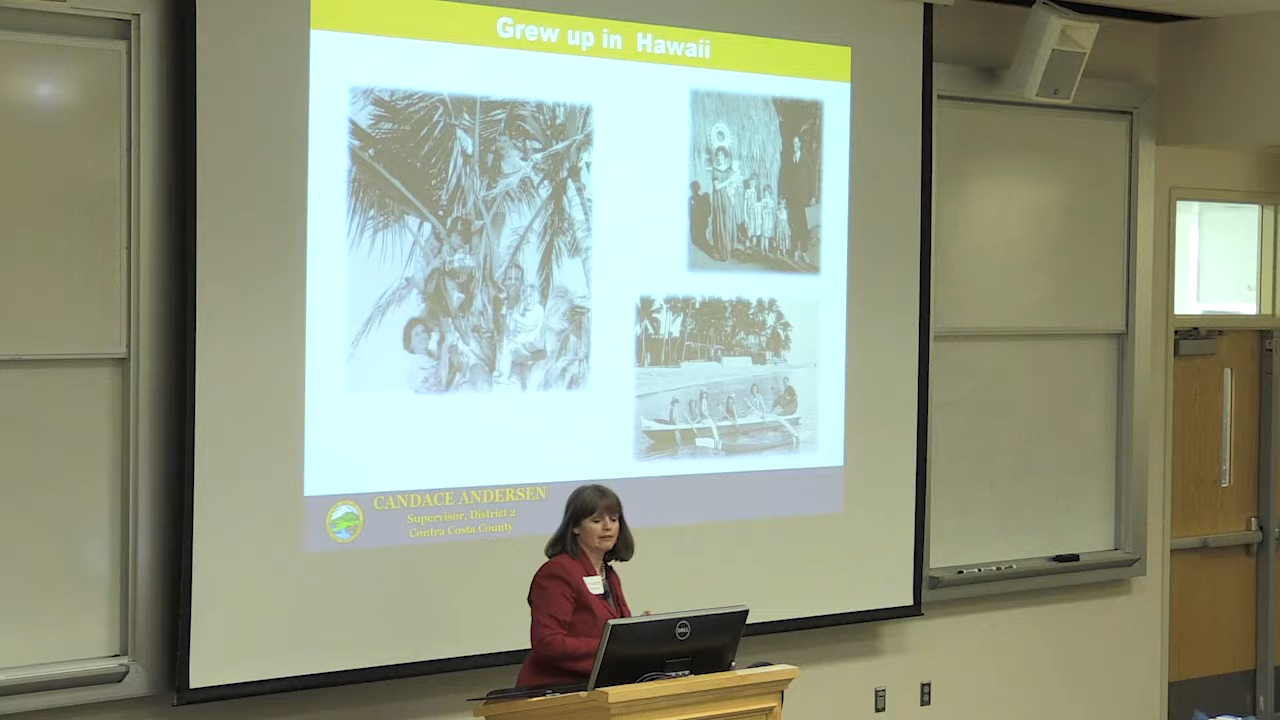 Grew up in Hawaii
CANDACE ANDERSEN
Supervisor, District 2
Contra Costa County
DELL